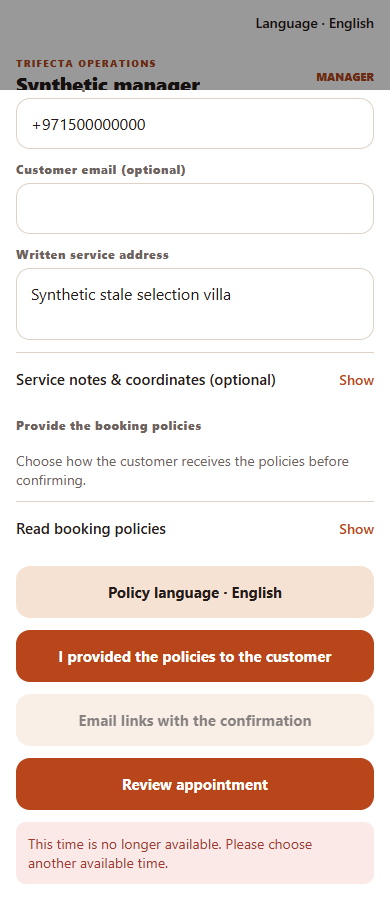 Language · English
TRIFECTA OPERATIONS
Synthetic manager
MANAGER
+971500000000
Customer email (optional)
Written service address
Synthetic stale selection villa
Service notes & coordinates (optional)
Show
Provide the booking policies
Choose how the customer receives the policies before
confirming.
Read booking policies
Show
Policy language · English
I provided the policies to the customer
Email links with the confirmation
Review appointment
This time is no longer available. Please choose
another available time.